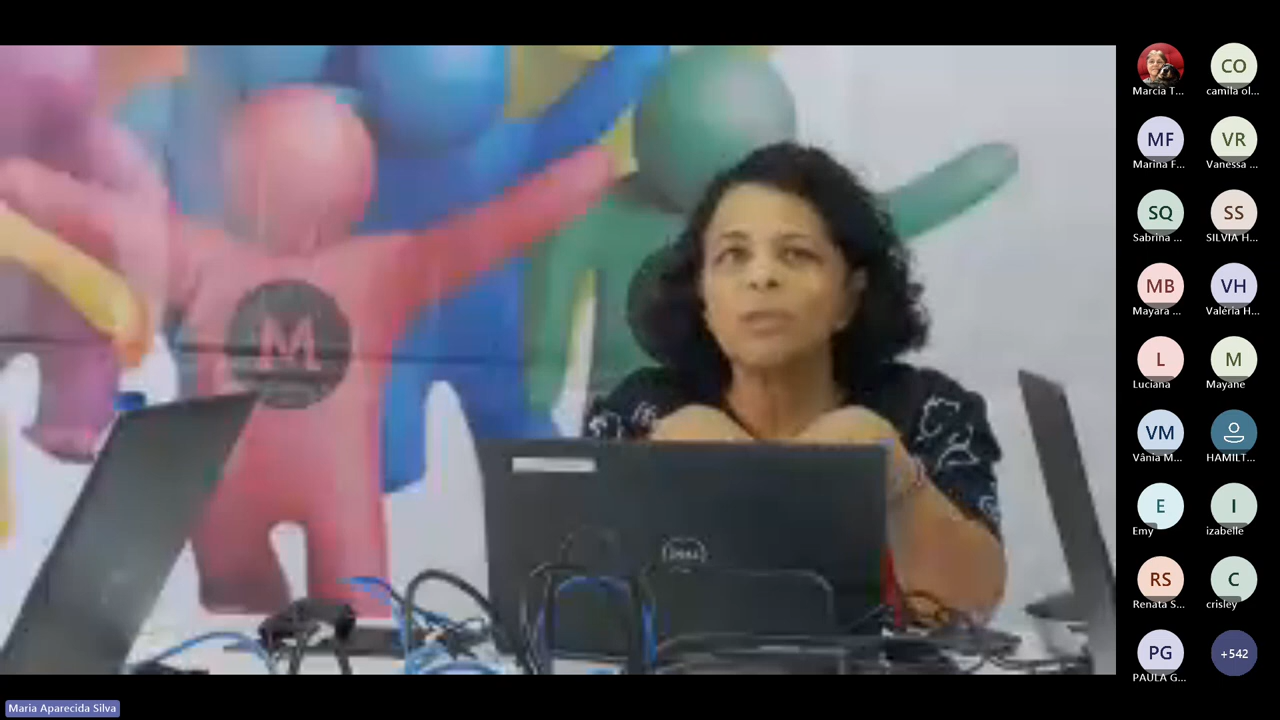 CO
Marcia T...
camila ol...
MF
VR
Marina F...
Vanessa ...
SQ
SS
Sabrina ...
SILVIA H...
MB
VH
Mayara ...
Valéria H...
L
M
Luciana
Mayane
VM
Vânia M...
HAMILT...
E
I
Emy
izabelle
RS
C
Renata S...
crisley
PG
+542
PAULA G...
M
DELL
Maria Aparecida Silva